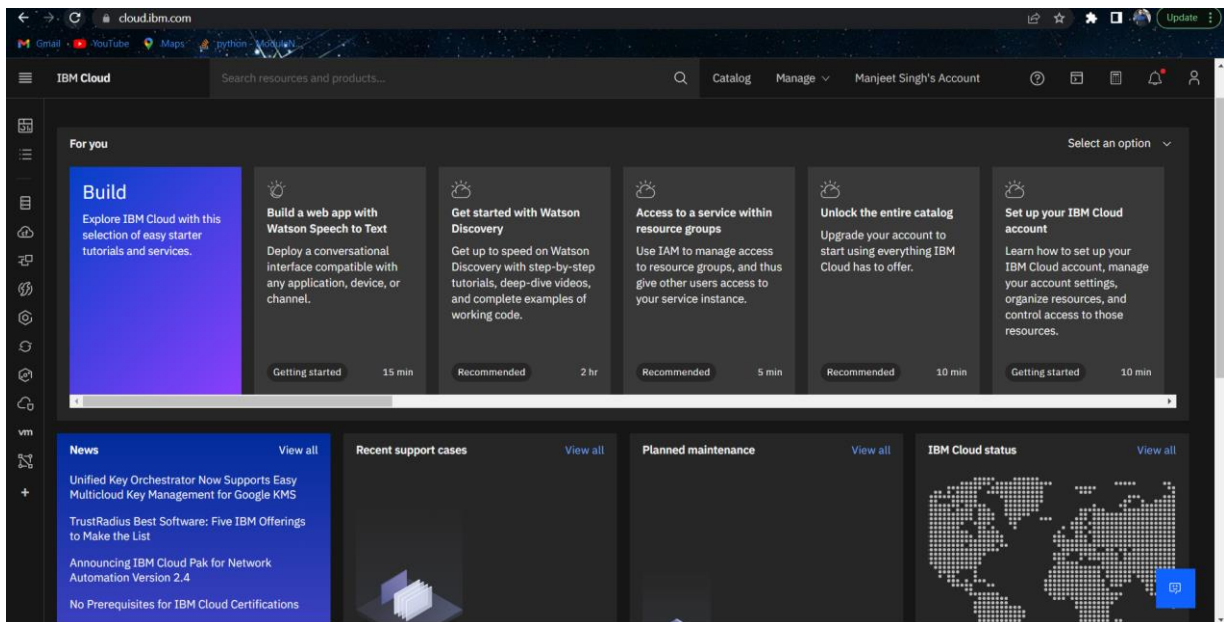 cloud.ibm.com
Update
Gmail
YouTube
Maps
python - ModuleN...
IBM Cloud
Search resources and products...
Catalog
Manage
Manjeet Singh's Account
For you
Select an option
Build
Explore IBM Cloud with this
selection of easy starter
tutorials and services.
Build a web app with
Watson Speech to Text
Deploy a conversational
interface compatible with
any application, device, or
channel.
Getting started 15 min
Get started with Watson
Discovery
Get up to speed on Watson
Discovery with step-by-step
tutorials, deep-dive videos,
and complete examples of
working code.
Recommended 2 hr
Access to a service within
resource groups
Use IAM to manage access
to resource groups, and thus
give other users access to
your service instance.
Recommended 5 min
Unlock the entire catalog
Upgrade your account to
start using everything IBM
Cloud has to offer.
Recommended 10 min
Set up your IBM Cloud
account
Learn how to set up your
IBM Cloud account, manage
your account settings,
organize resources, and
control access to those
resources.
Getting started 10 min
vm
News View all
Unified Key Orchestrator Now Supports Easy
Multicloud Key Management for Google KMS
TrustRadius Best Software: Five IBM Offerings
to Make the List
Announcing IBM Cloud Pak for Network
Automation Version 2.4
No Prerequisites for IBM Cloud Certifications
Recent support cases View all
Planned maintenance View all
IBM Cloud status View all